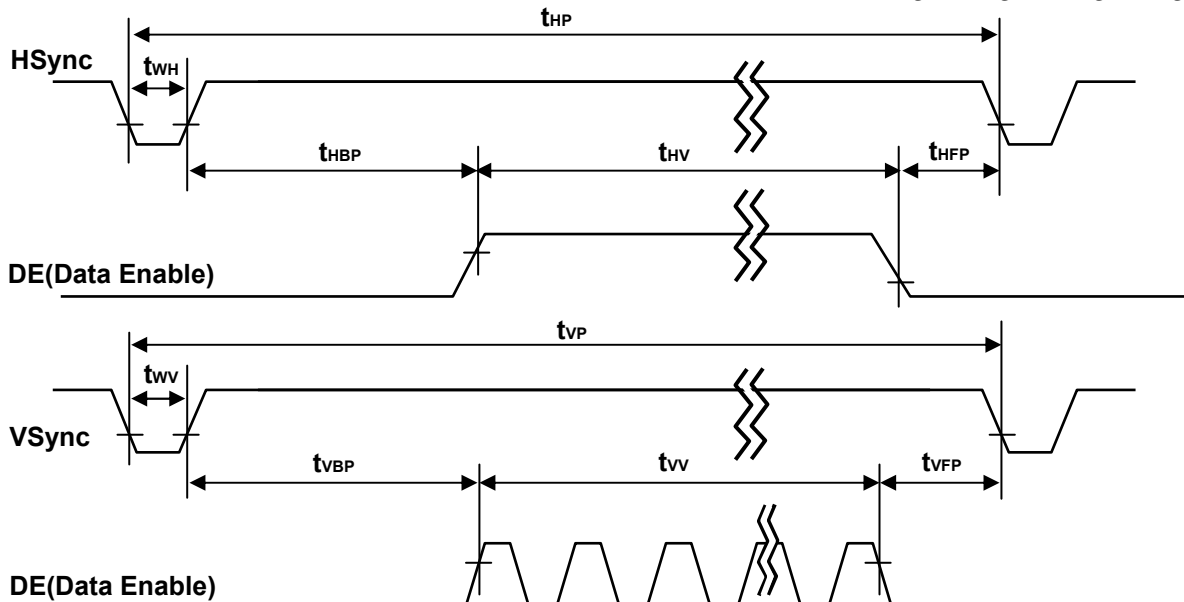 tHP
HSync
tWH
tHBP
tHV
tHFP
DE(Data Enable)
tVP
tWV
VSync
tVBP
tVV
tVFP
DE(Data Enable)